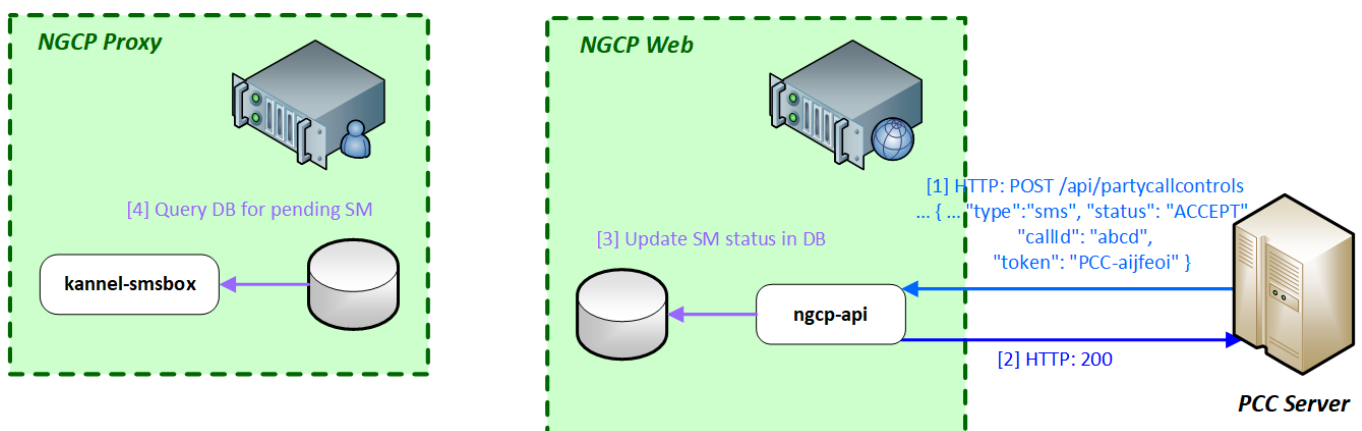 NGCP Proxy
[4] Query DB for pending SM
kannel-smsbox
NGCP Web
[1] HTTP: POST /api/partycallcontrols
... { ... "type":"sms", "status": "ACCEPT"
"callId": "abcd",
"token": "PCC-aijfeoi" }
[3] Update SM status in DB
ngcp-api
[2] HTTP: 200
PCC Server